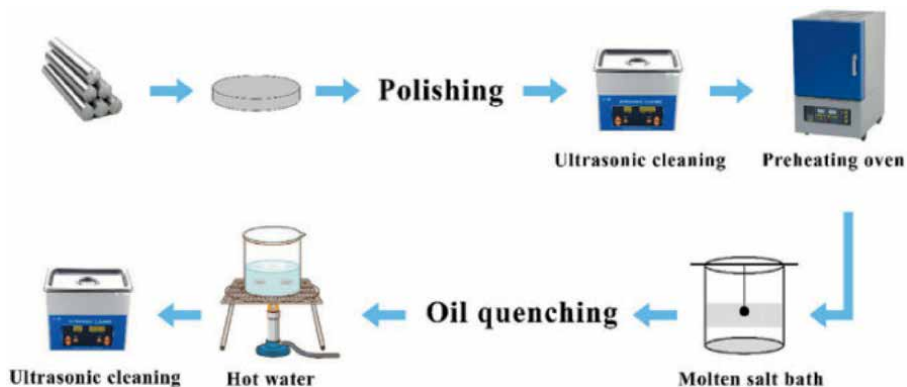 Polishing
Ultrasonic cleaning
Preheating oven
Oil quenching
Ultrasonic cleaning
Hot water
Molten salt bath